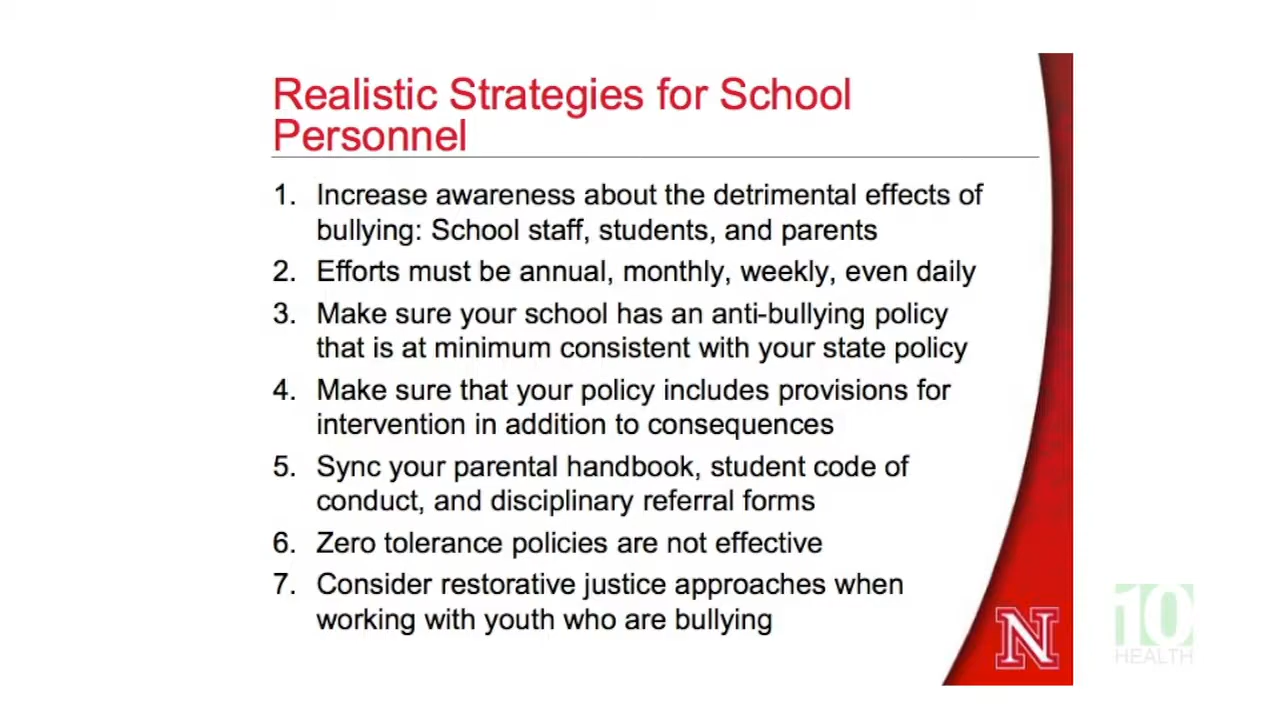 Realistic Strategies for School
Personnel
1. Increase awareness about the detrimental effects of
bullying: School staff, students, and parents
2. Efforts must be annual, monthly, weekly, even daily
3. Make sure your school has an anti-bullying policy
that is at minimum consistent with your state policy
4. Make sure that your policy includes provisions for
intervention in addition to consequences
5. Sync your parental handbook, student code of
conduct, and disciplinary referral forms
6. Zero tolerance policies are not effective
7. Consider restorative justice approaches when
working with youth who are bullying
N
10
HEALTH